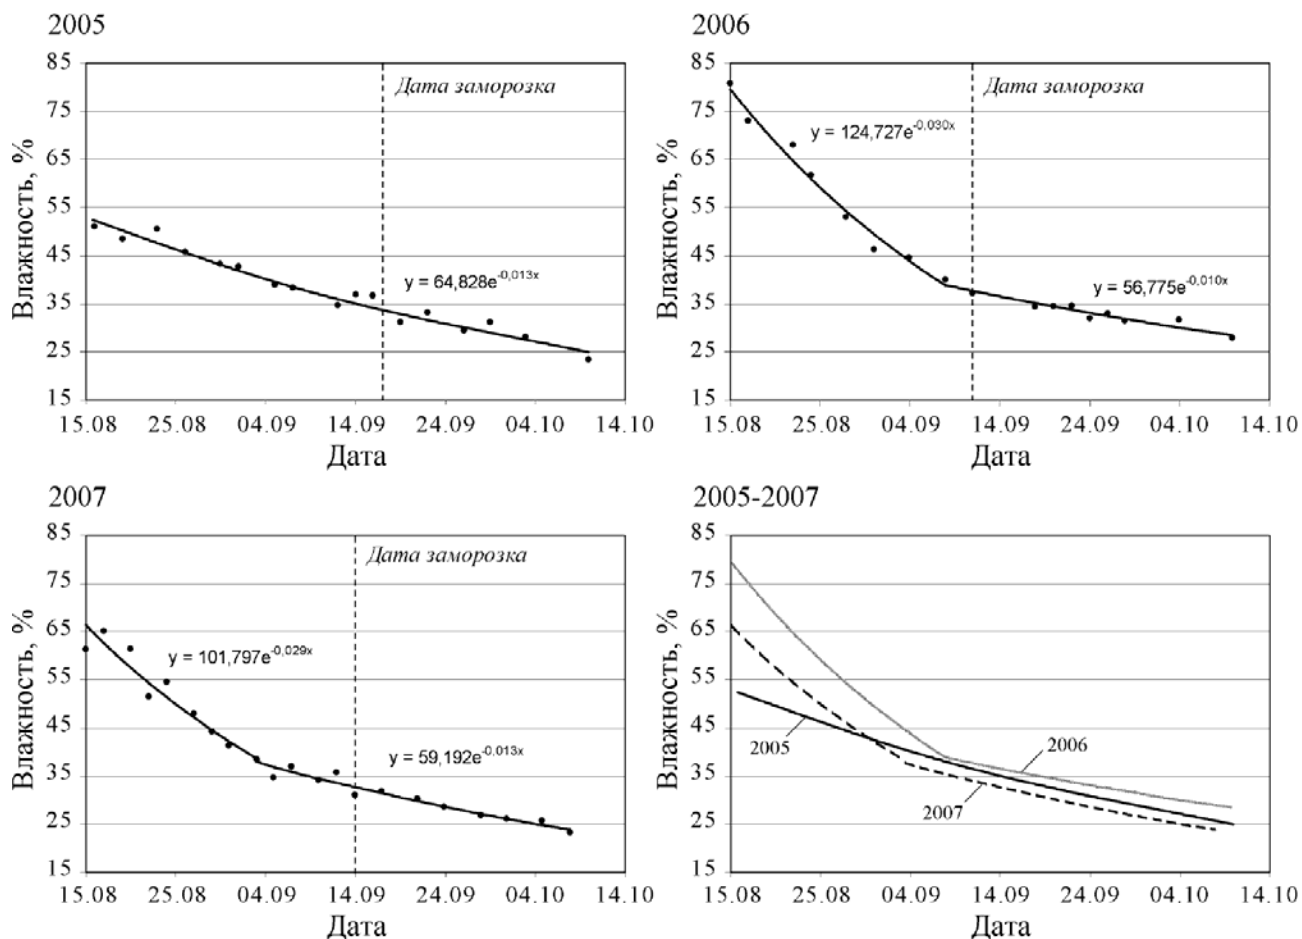 2005
85
75
65
55
45
35
25
15
Влажность, %
Дата заморозка
y = 64,828e-0,013x
15.08 25.08 04.09 14.09 24.09 04.10 14.10
Дата
2006
85
75
65
55
45
35
25
15
Влажность, %
Дата заморозка
y = 124,727e-0,030x
y = 56,775e-0,010x
15.08 25.08 04.09 14.09 24.09 04.10 14.10
Дата
2007
85
75
65
55
45
35
25
15
Влажность, %
Дата заморозка
y = 101,797e-0,029x
y = 59,192e-0,013x
15.08 25.08 04.09 14.09 24.09 04.10 14.10
Дата
2005-2007
85
75
65
55
45
35
25
15
Влажность, %
2005
2006
2007
15.08 25.08 04.09 14.09 24.09 04.10 14.10
Дата